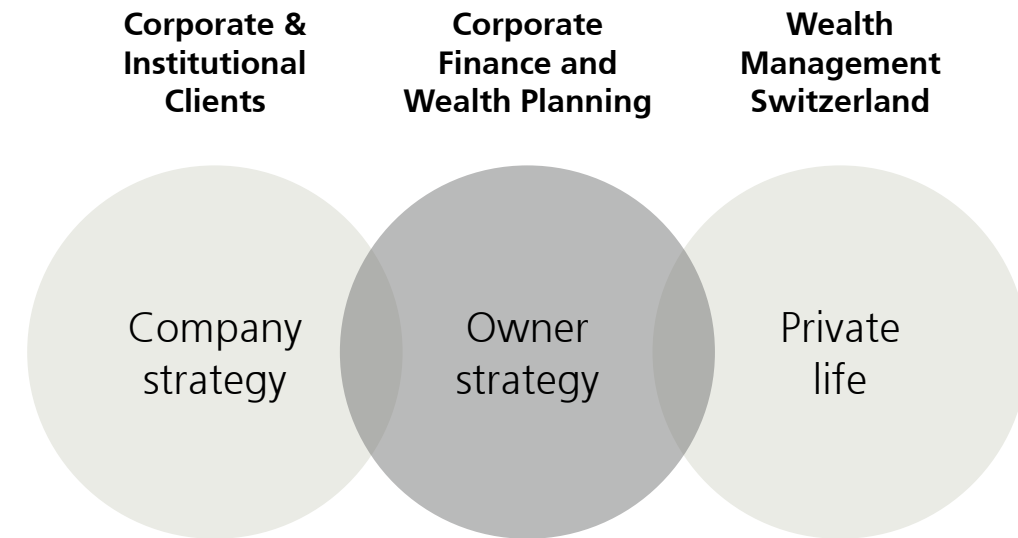 Corporate &
Institutional
Clients
Corporate
Finance and
Wealth Planning
Wealth
Management
Switzerland
Company
strategy
Owner
strategy
Private
life